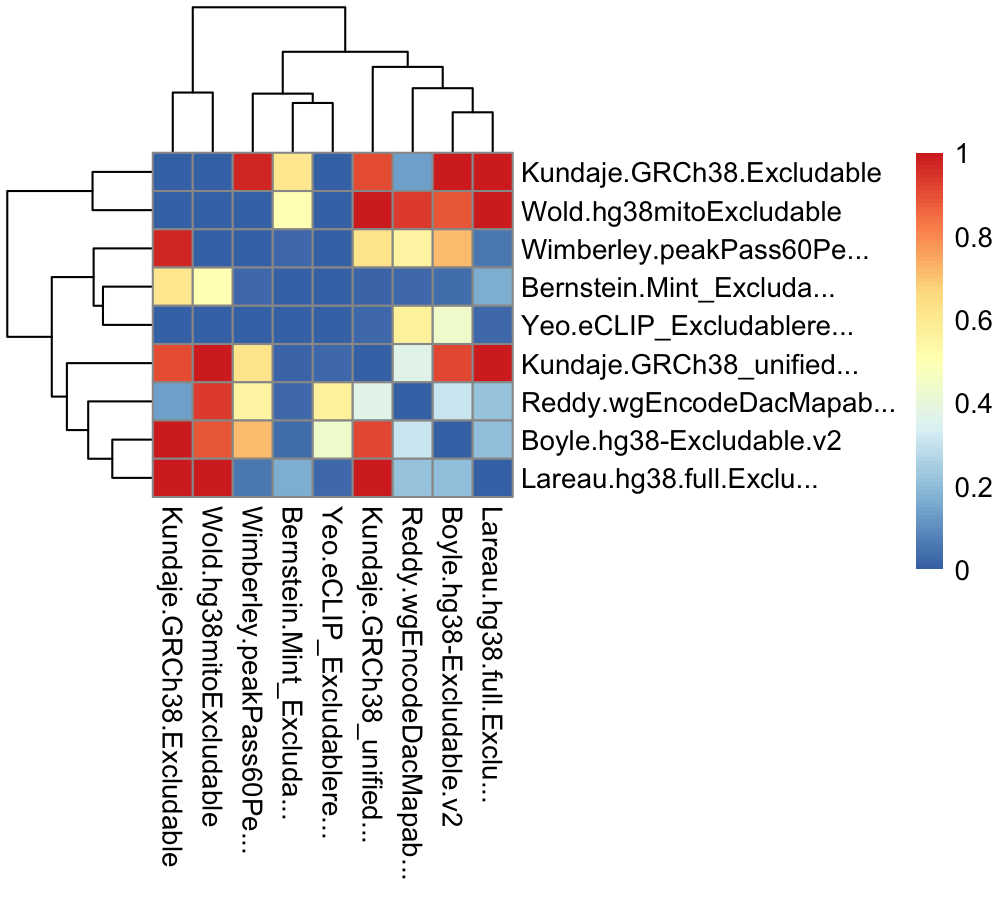 Kundaje.GRCh38.Excludable
Wold.hg38mitoExcludable
Wimberley.peakPass60Pe...
Bernstein.Mint_Excluda...
Yeo.eCLIP_Excludablere...
Kundaje.GRCh38_unified...
Reddy.wgEncodeDacMapab...
Boyle.hg38-Excludable.v2
Lareau.hg38.full.Exclu...
1
0.8
0.6
0.4
0.2
0
Kundaje.GRCh38.Excludable
Wold.hg38mitoExcludable
Wimberley.peakPass60Pe...
Bernstein.Mint_Excluda...
Yeo.eCLIP_Excludablere...
Kundaje.GRCh38_unified...
Reddy.wgEncodeDacMapab...
Boyle.hg38-Excludable.v2
Lareau.hg38.full.Exclu...